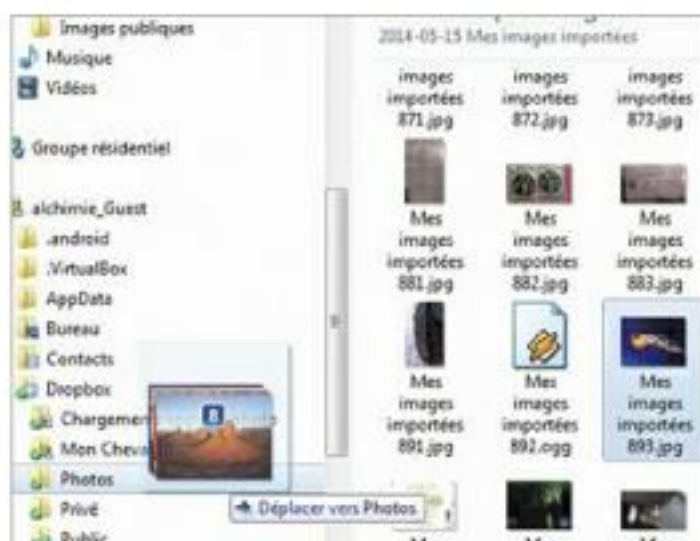 Images publiques
Musique
Vidéos
Groupe résidentiel
alchimie_Guest
.android
.VirtualBox
AppData
Bureau
Contacts
Dropbox
Chargemen
Mon Cheva
Photos
Privé
Public
Déplacer vers Photos
2014-05-15 Mes images importées
images importées 871.jpg
images importées 872.jpg
images importées 873.jpg
Mes images importées 881.jpg
Mes images importées 882.jpg
Mes images importées 883.jpg
Mes images importées 891.jpg
Mes images importées 892.ogg
Mes images importées 893.jpg